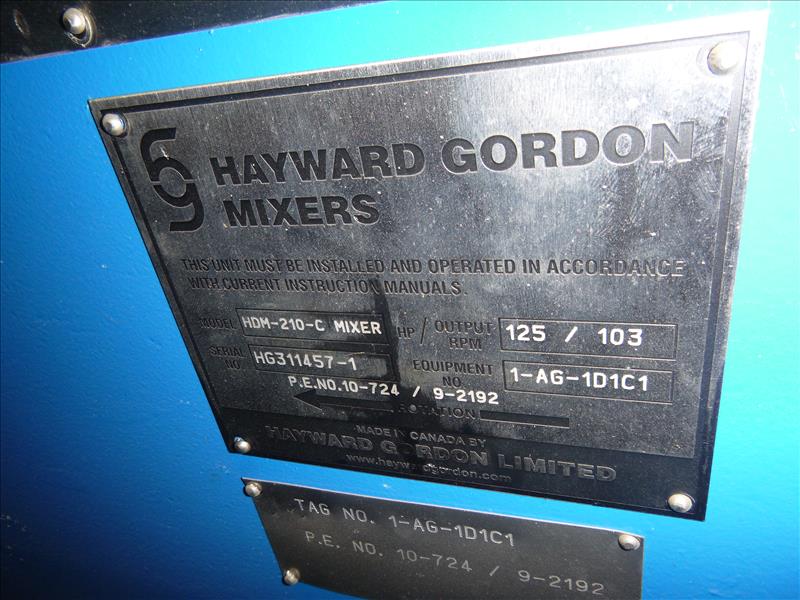 HAYWARD GORDON
MIXERS
THIS UNIT MUST BE INSTALLED AND OPERATED IN ACCORDANCE
WITH CURRENT INSTRUCTION MANUALS.
MODEL HDM-210-C MIXER HP / OUTPUT RPM 125 / 103
SERIAL NO. HG311457-1 EQUIPMENT NO. 1-AG-1D1C1
P.E.NO.10-724 / 9-2192
ROTATION
MADE IN CANADA BY
HAYWARD GORDON LIMITED
www.haywardgordon.com
TAG NO. 1-AG-1D1C1
P.E. NO. 10-724 / 9-2192